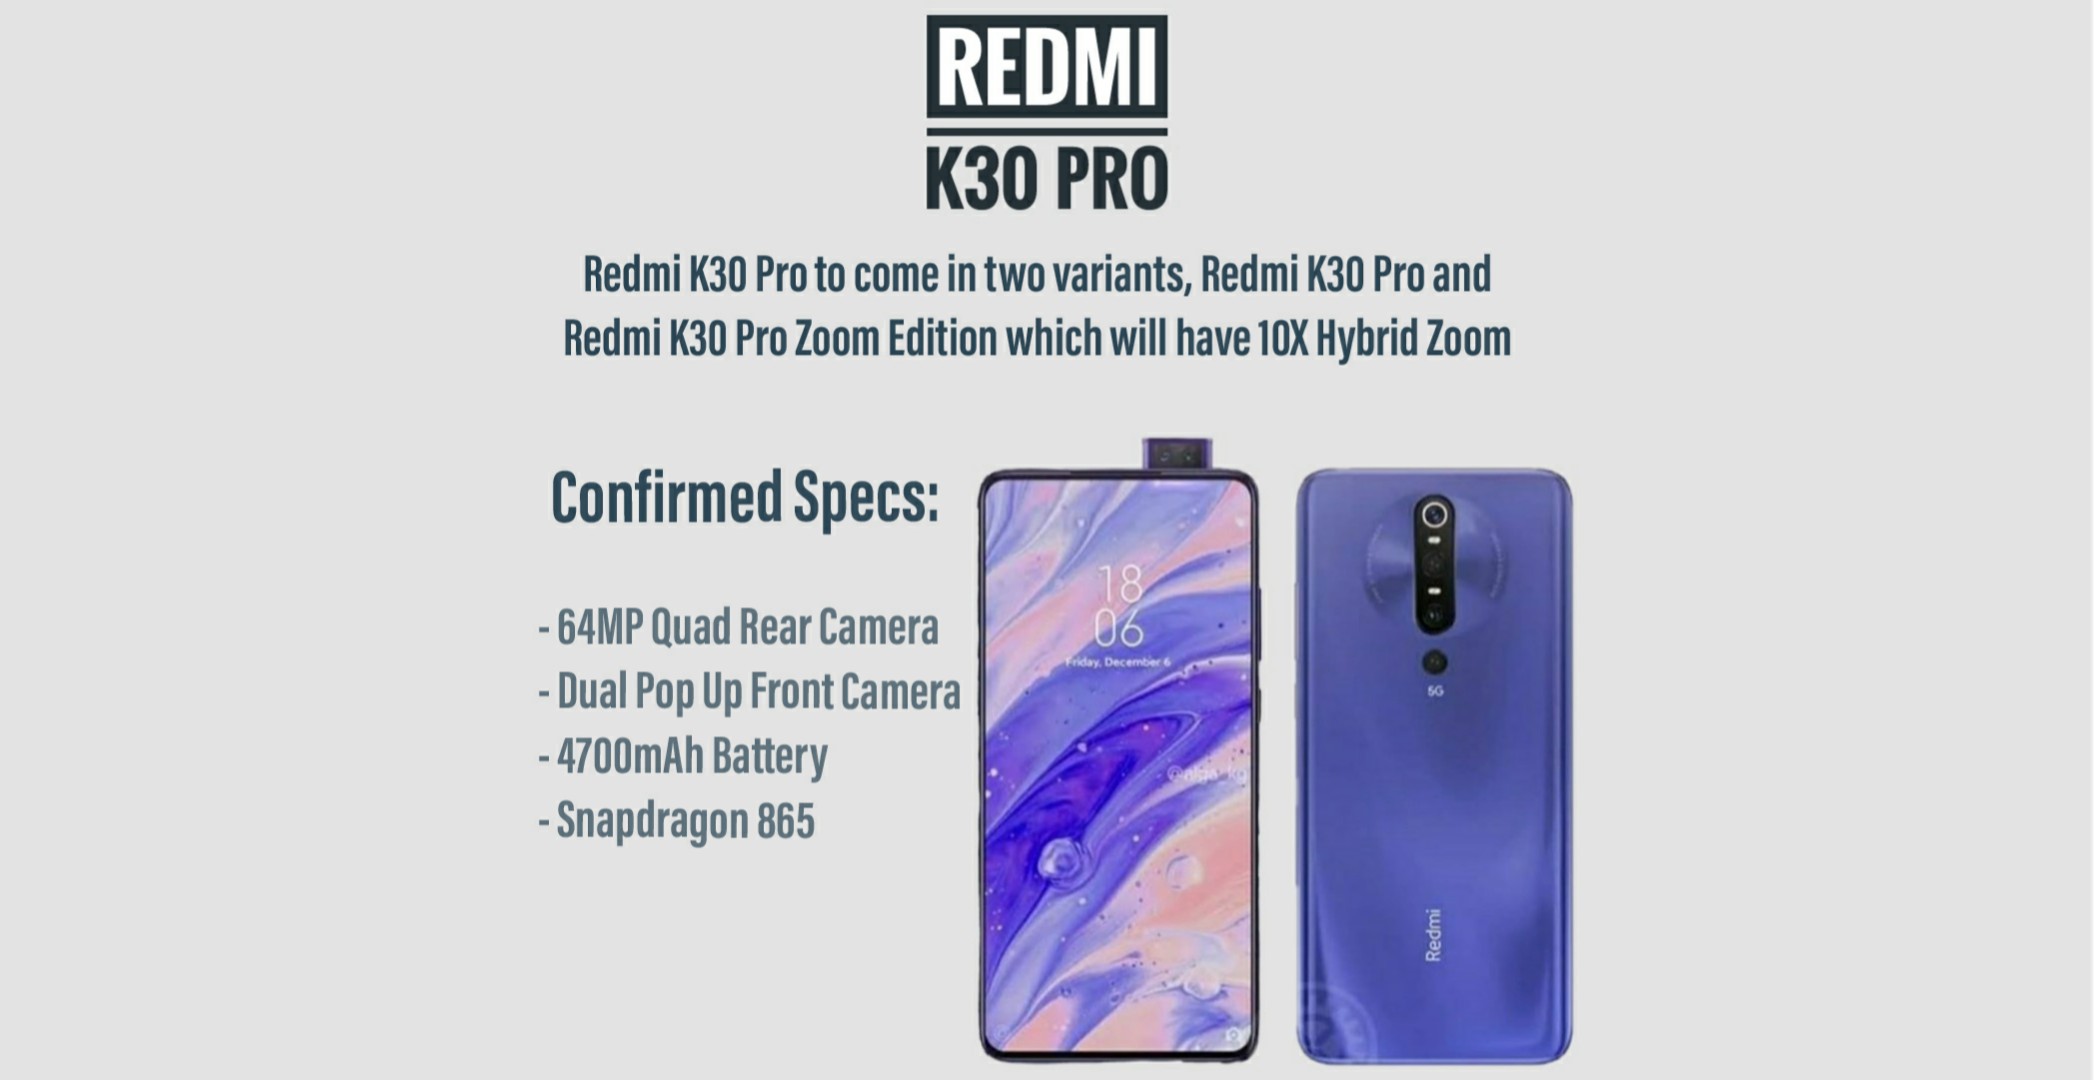 REDMI
K30 PRO
Redmi K30 Pro to come in two variants, Redmi K30 Pro and
Redmi K30 Pro Zoom Edition which will have 10X Hybrid Zoom
Confirmed Specs:
- 64MP Quad Rear Camera
- Dual Pop Up Front Camera
- 4700mAh Battery
- Snapdragon 865
18
06
Friday, December 6
5G
Redmi